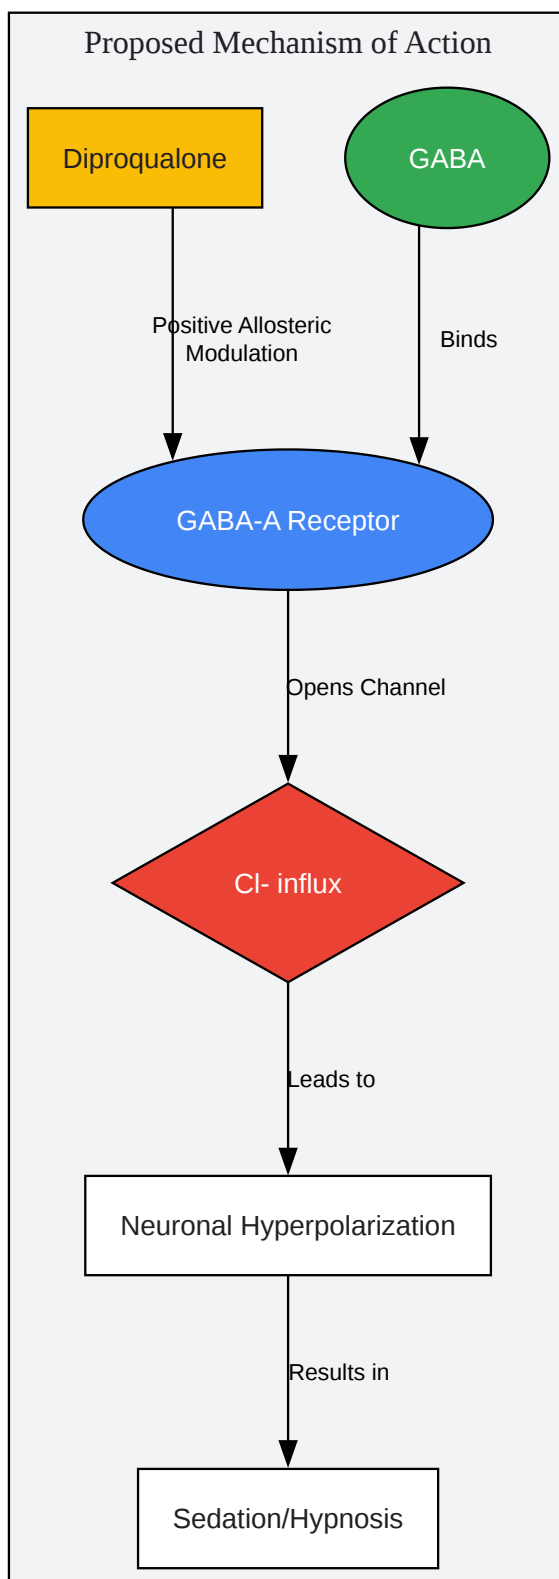 Proposed Mechanism of Action
Diproqualone
GABA
Positive Allosteric
Modulation
Binds
GABA-A Receptor
Opens Channel
Cl- influx
Leads to
Neuronal Hyperpolarization
Results in
Sedation/Hypnosis